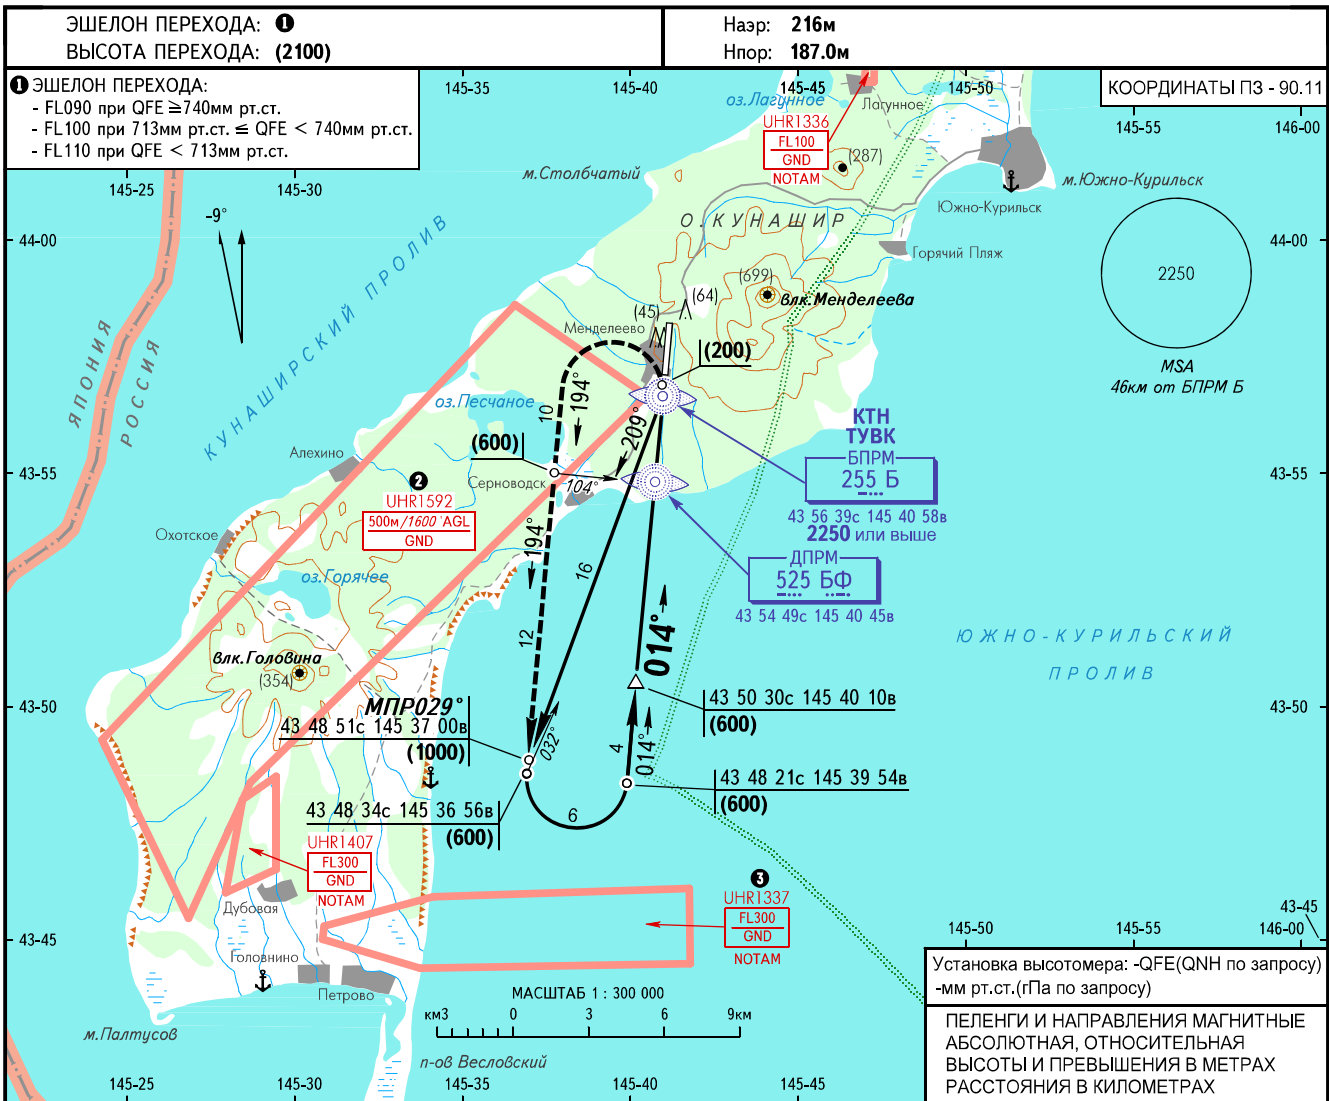 ЭШЕЛОН ПЕРЕХОДА: ❶
ВЫСОТА ПЕРЕХОДА: (2100)
Наэр: 216м
Нпор: 187.0м
❶ ЭШЕЛОН ПЕРЕХОДА:
- FL090 при QFE ≧740мм рт.ст.
- FL100 при 713мм рт.ст. ≦ QFE < 740мм рт.ст.
- FL110 при QFE < 713мм рт.ст.
КООРДИНАТЫ ПЗ - 90.11
145-35
145-40
145-45
145-50
145-55
146-00
145-25
145-30
оз.Лагунное
Лагунное
UHR1336
FL100
GND
NOTAM
(287)
м.Столбчатый
м.Южно-Курильск
Южно-Курильск
О.КУНАШИР
Горячий Пляж
-9°
44-00
44-00
2250
MSA
46км от БПРМ Б
(699)
влк.Менделеева
(64)
(45)
Менделеево
(200)
ЯПОНИЯ
РОССИЯ
КУНАШИРСКИЙ ПРОЛИВ
оз.Песчаное
10
194°
209°
(600)
104°
Серноводск
Алехино
43-55
43-55
КТН
ТУВК
БПРМ
255 Б
43 56 39с 145 40 58в
2250 или выше
ДПРМ
525 БФ
43 54 49с 145 40 45в
❷
UHR1592
500м/1600'AGL
GND
Охотское
оз.Горячее
194°
16
12
014°
ЮЖНО-КУРИЛЬСКИЙ
ПРОЛИВ
влк.Головина
(354)
43-50
43-50
МПР029°
43 48 51с 145 37 00в
(1000)
032°
43 50 30с 145 40 10в
(600)
4
014°
43 48 21с 145 39 54в
(600)
43 48 34с 145 36 56в
(600)
6
UHR1407
FL300
GND
NOTAM
Дубовая
❸
UHR1337
FL300
GND
NOTAM
43-45
43-45
145-50
145-55
146-00
Головнино
Петрово
м.Палтусов
МАСШТАБ 1 : 300 000
км3 0 3 6 9км
п-ов Весловский
145-25
145-30
145-35
145-40
145-45
Установка высотомера: -QFE(QNH по запросу)
-мм рт.ст.(гПа по запросу)
ПЕЛЕНГИ И НАПРАВЛЕНИЯ МАГНИТНЫЕ
АБСОЛЮТНАЯ, ОТНОСИТЕЛЬНАЯ
ВЫСОТЫ И ПРЕВЫШЕНИЯ В МЕТРАХ
РАССТОЯНИЯ В КИЛОМЕТРАХ